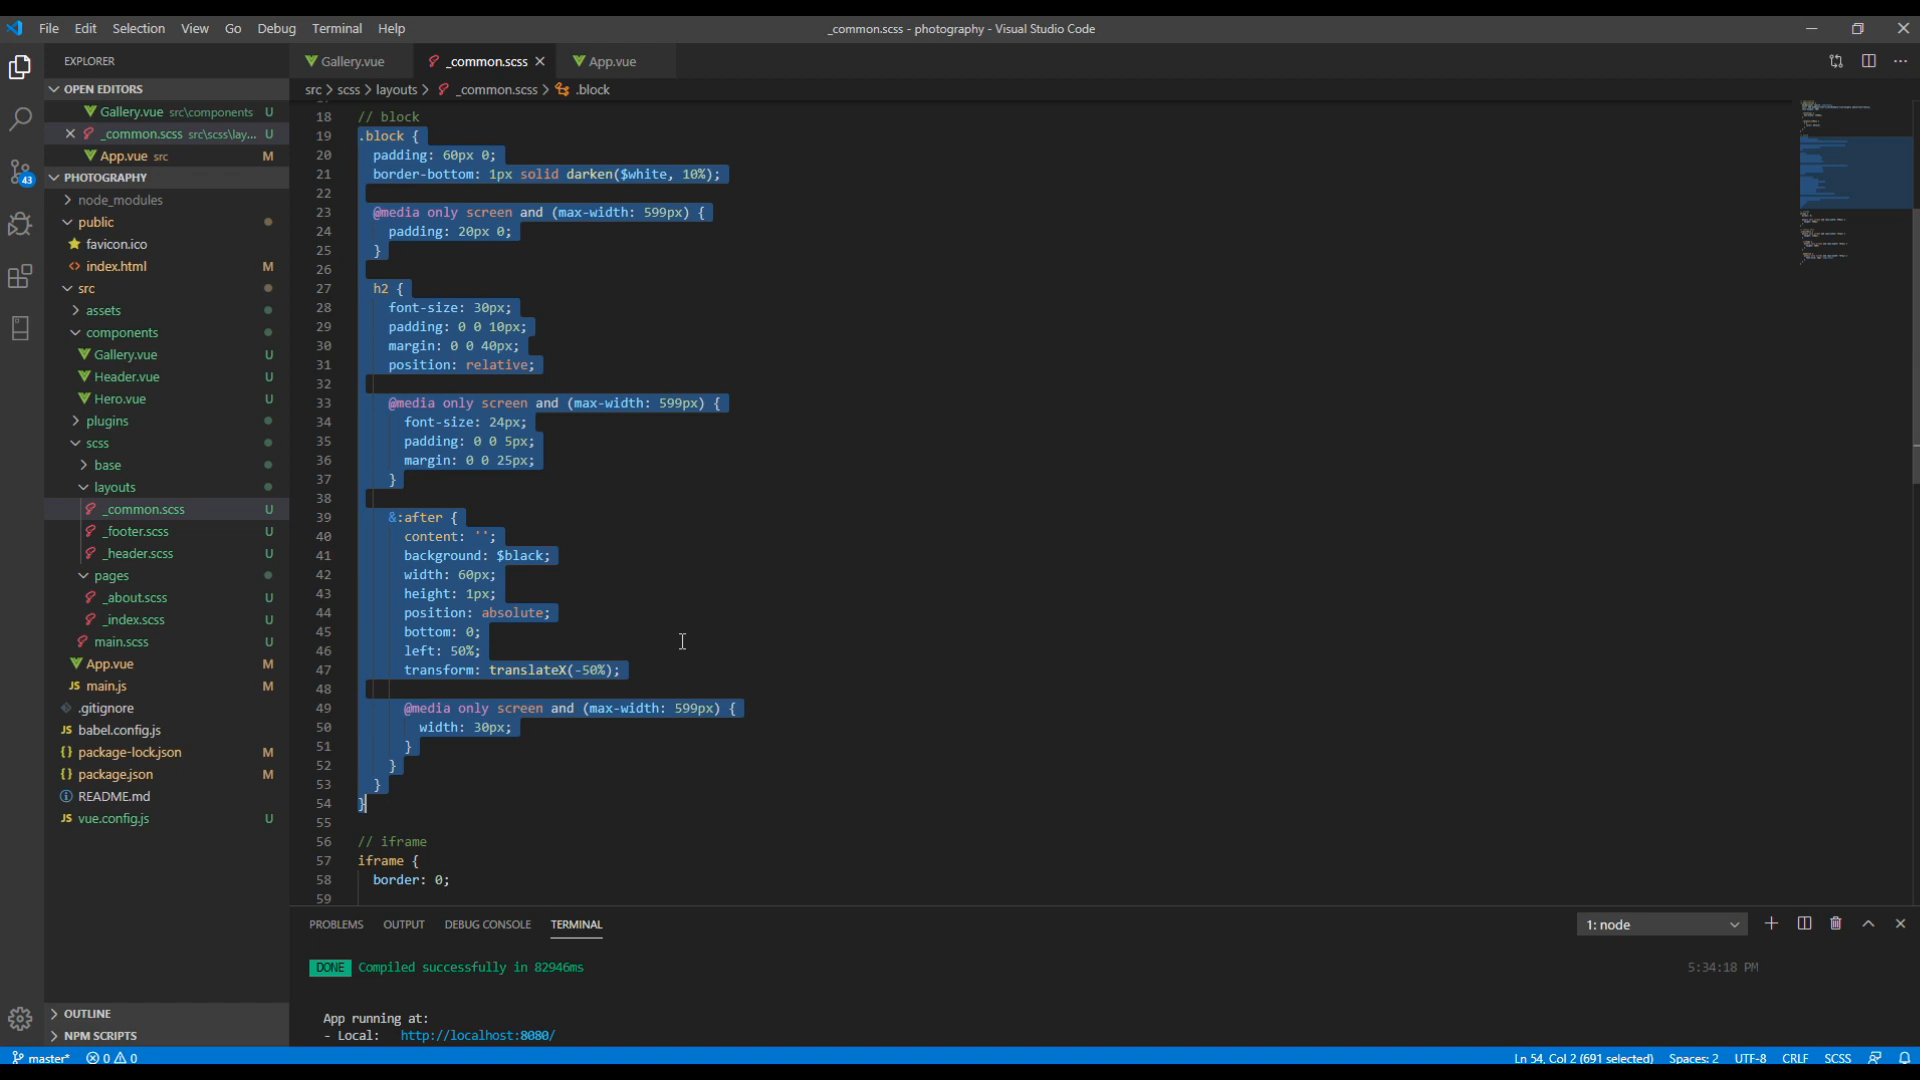 File Edit Selection View Go Debug Terminal Help
_common.scss - photography - Visual Studio Code
EXPLORER
OPEN EDITORS
Gallery.vue src\components U
_common.scss src\scss\lay... U
App.vue src M
PHOTOGRAPHY
node_modules
public
favicon.ico
index.html M
src
assets
components
Gallery.vue U
Header.vue U
Hero.vue U
plugins
scss
base
layouts
_common.scss U
_footer.scss U
_header.scss U
pages
_about.scss U
_index.scss U
main.scss U
App.vue M
JS main.js M
.gitignore
JS babel.config.js
{} package-lock.json M
{} package.json M
README.md
JS vue.config.js U
OUTLINE
NPM SCRIPTS
43
Gallery.vue _common.scss App.vue
src > scss > layouts > _common.scss > .block
18 // block
19 .block {
20 padding: 60px 0;
21 border-bottom: 1px solid darken($white, 10%);
22
23 @media only screen and (max-width: 599px) {
24 padding: 20px 0;
25 }
26
27 h2 {
28 font-size: 30px;
29 padding: 0 0 10px;
30 margin: 0 0 40px;
31 position: relative;
32
33 @media only screen and (max-width: 599px) {
34 font-size: 24px;
35 padding: 0 0 5px;
36 margin: 0 0 25px;
37 }
38
39 &:after {
40 content: '';
41 background: $black;
42 width: 60px;
43 height: 1px;
44 position: absolute;
45 bottom: 0;
46 left: 50%;
47 transform: translateX(-50%);
48
49 @media only screen and (max-width: 599px) {
50 width: 30px;
51 }
52 }
53 }
54 }
55
56 // iframe
57 iframe {
58 border: 0;
59
PROBLEMS OUTPUT DEBUG CONSOLE TERMINAL
1: node
DONE Compiled successfully in 82946ms
5:34:18 PM
App running at:
- Local: http://localhost:8080/
master* 0 0
Ln 54, Col 2 (691 selected) Spaces: 2 UTF-8 CRLF SCSS